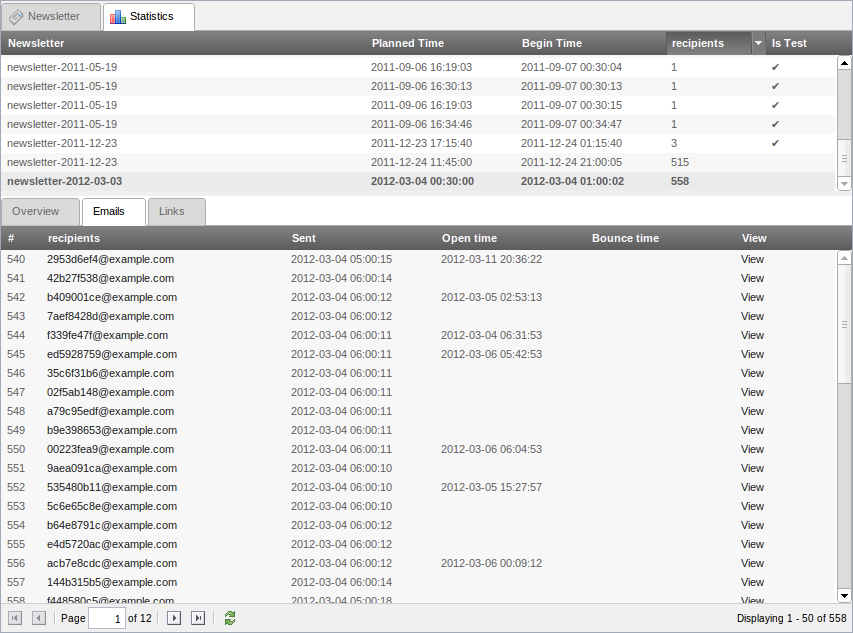 Newsletter Statistics
Newsletter Planned Time Begin Time recipients Is Test
newsletter-2011-05-19 2011-09-06 16:19:03 2011-09-07 00:30:04 1 ✔
newsletter-2011-05-19 2011-09-06 16:30:13 2011-09-07 00:30:13 1 ✔
newsletter-2011-05-19 2011-09-06 16:19:03 2011-09-07 00:30:15 1 ✔
newsletter-2011-05-19 2011-09-06 16:34:46 2011-09-07 00:34:47 1 ✔
newsletter-2011-12-23 2011-12-23 17:15:40 2011-12-24 01:15:40 3 ✔
newsletter-2011-12-23 2011-12-24 11:45:00 2011-12-24 21:00:05 515
newsletter-2012-03-03 2012-03-04 00:30:00 2012-03-04 01:00:02 558
Overview Emails Links
# recipients Sent Open time Bounce time View
540 2953d6ef4@example.com 2012-03-04 05:00:15 2012-03-11 20:36:22 View
541 42b27f538@example.com 2012-03-04 06:00:14 View
542 b409001ce@example.com 2012-03-04 06:00:12 2012-03-05 02:53:13 View
543 7aef8428d@example.com 2012-03-04 06:00:12 View
544 f339fe47f@example.com 2012-03-04 06:00:11 2012-03-04 06:31:53 View
545 ed5928759@example.com 2012-03-04 06:00:11 2012-03-06 05:42:53 View
546 35c6f31b6@example.com 2012-03-04 06:00:11 View
547 02f5ab148@example.com 2012-03-04 06:00:11 View
548 a79c95edf@example.com 2012-03-04 06:00:11 View
549 b9e398653@example.com 2012-03-04 06:00:11 View
550 00223fea9@example.com 2012-03-04 06:00:11 2012-03-06 06:04:53 View
551 9aea091ca@example.com 2012-03-04 06:00:10 View
552 535480b11@example.com 2012-03-04 06:00:10 2012-03-05 15:27:57 View
553 5c6e65c8e@example.com 2012-03-04 06:00:10 View
554 b64e8791c@example.com 2012-03-04 06:00:12 View
555 e4d5720ac@example.com 2012-03-04 06:00:12 View
556 acb7e8cdc@example.com 2012-03-04 06:00:12 2012-03-06 00:09:12 View
557 144b315b5@example.com 2012-03-04 06:00:14 View
558 f448580c5@example.com 2012-03-04 05:00:18 View
Page 1 of 12 Displaying 1 - 50 of 558